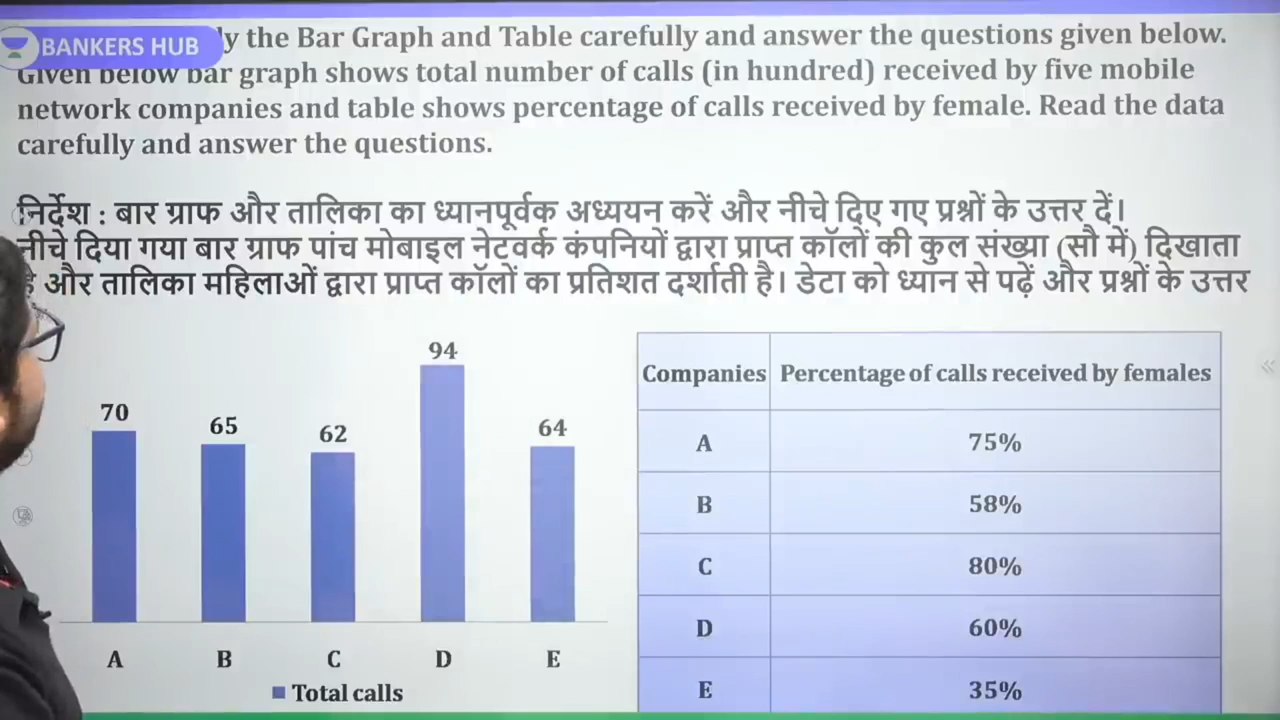 BANKERS HUB
y the Bar Graph and Table carefully and answer the questions given below.
Given below bar graph shows total number of calls (in hundred) received by five mobile
network companies and table shows percentage of calls received by female. Read the data
carefully and answer the questions.
निर्देश : बार ग्राफ और तालिका का ध्यानपूर्वक अध्ययन करें और नीचे दिए गए प्रश्नों के उत्तर दें।
नीचे दिया गया बार ग्राफ पांच मोबाइल नेटवर्क कंपनियों द्वारा प्राप्त कॉलों की कुल संख्या (सौ में) दिखाता
है और तालिका महिलाओं द्वारा प्राप्त कॉलों का प्रतिशत दर्शाती है। डेटा को ध्यान से पढ़ें और प्रश्नों के उत्तर
70 65 62 94 64
A B C D E
Total calls
Companies Percentage of calls received by females
A 75%
B 58%
C 80%
D 60%
E 35%